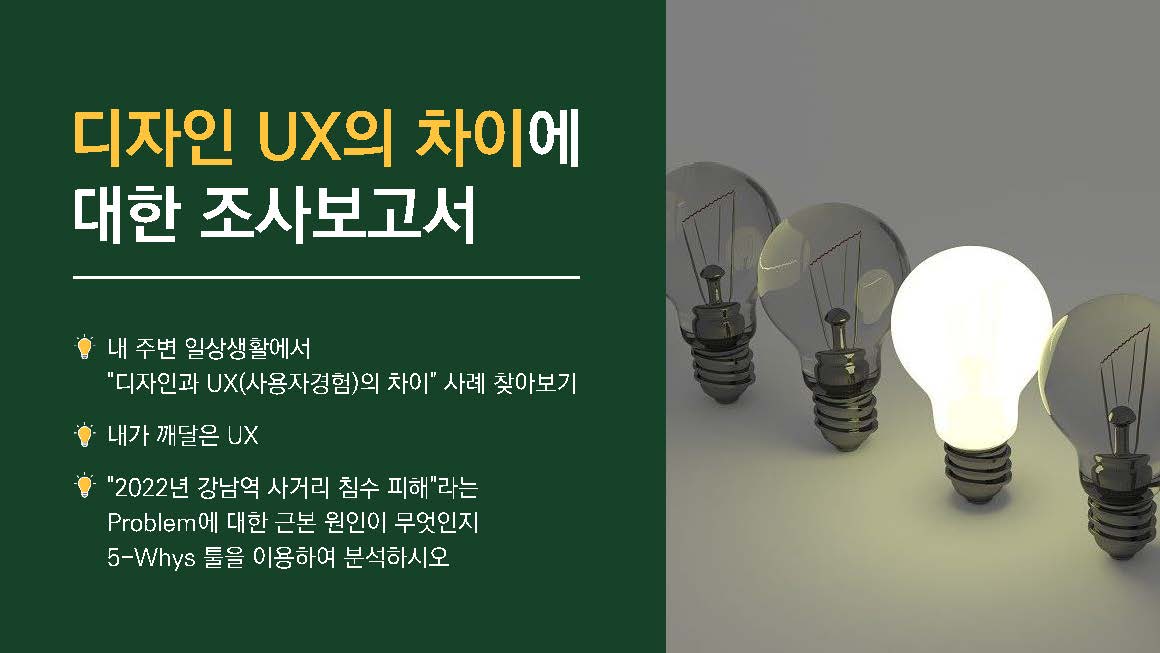 디자인 UX의 차이에
대한 조사보고서
내 주변 일상생활에서
"디자인과 UX(사용자경험)의 차이" 사례 찾아보기
내가 깨달은 UX
"2022년 강남역 사거리 침수 피해"라는
Problem에 대한 근본 원인이 무엇인지
5-Whys 툴을 이용하여 분석하시오